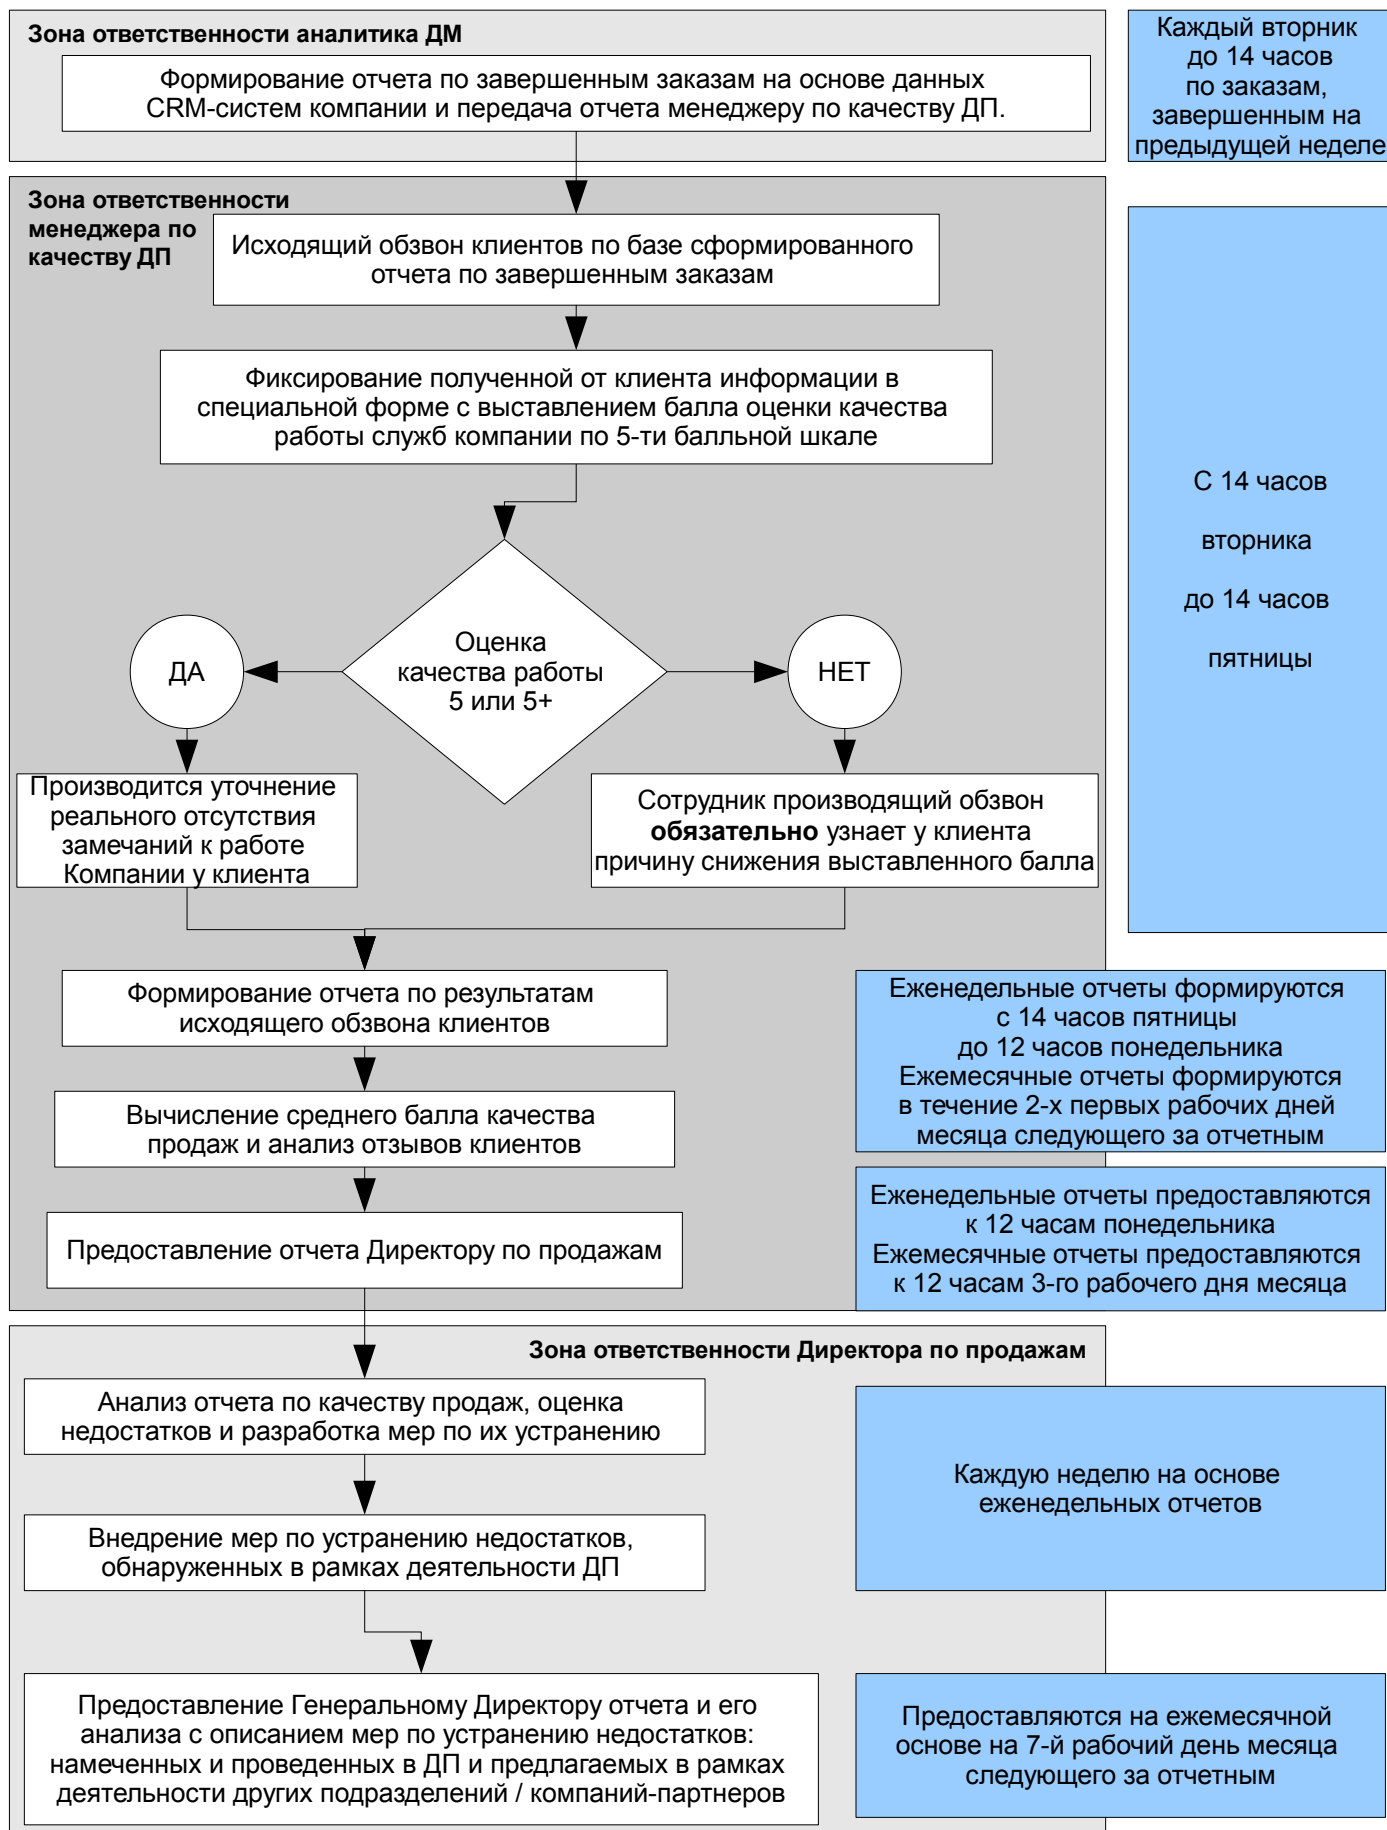 Зона ответственности аналитика ДМ
Формирование отчета по завершенным заказам на основе данных
CRM-систем компании и передача отчета менеджеру по качеству ДП.
Каждый вторник
до 14 часов
по заказам,
завершенным на
предыдущей неделе
Зона ответственности
менеджера по
качеству ДП
Исходящий обзвон клиентов по базе сформированного
отчета по завершенным заказам
Фиксирование полученной от клиента информации в
специальной форме с выставлением балла оценки качества
работы служб компании по 5-ти балльной шкале
С 14 часов
вторника
до 14 часов
пятницы
Оценка
качества работы
5 или 5+
ДА
НЕТ
Производится уточнение
реального отсутствия
замечаний к работе
Компании у клиента
Сотрудник производящий обзвон
обязательно узнает у клиента
причину снижения выставленного балла
Формирование отчета по результатам
исходящего обзвона клиентов
Еженедельные отчеты формируются
с 14 часов пятницы
до 12 часов понедельника
Ежемесячные отчеты формируются
в течение 2-х первых рабочих дней
месяца следующего за отчетным
Вычисление среднего балла качества
продаж и анализ отзывов клиентов
Предоставление отчета Директору по продажам
Еженедельные отчеты предоставляются
к 12 часам понедельника
Ежемесячные отчеты предоставляются
к 12 часам 3-го рабочего дня месяца
Зона ответственности Директора по продажам
Анализ отчета по качеству продаж, оценка
недостатков и разработка мер по их устранению
Каждую неделю на основе
еженедельных отчетов
Внедрение мер по устранению недостатков,
обнаруженных в рамках деятельности ДП
Предоставление Генеральному Директору отчета и его
анализа с описанием мер по устранению недостатков:
намеченных и проведенных в ДП и предлагаемых в рамках
деятельности других подразделений / компаний-партнеров
Предоставляются на ежемесячной
основе на 7-й рабочий день месяца
следующего за отчетным